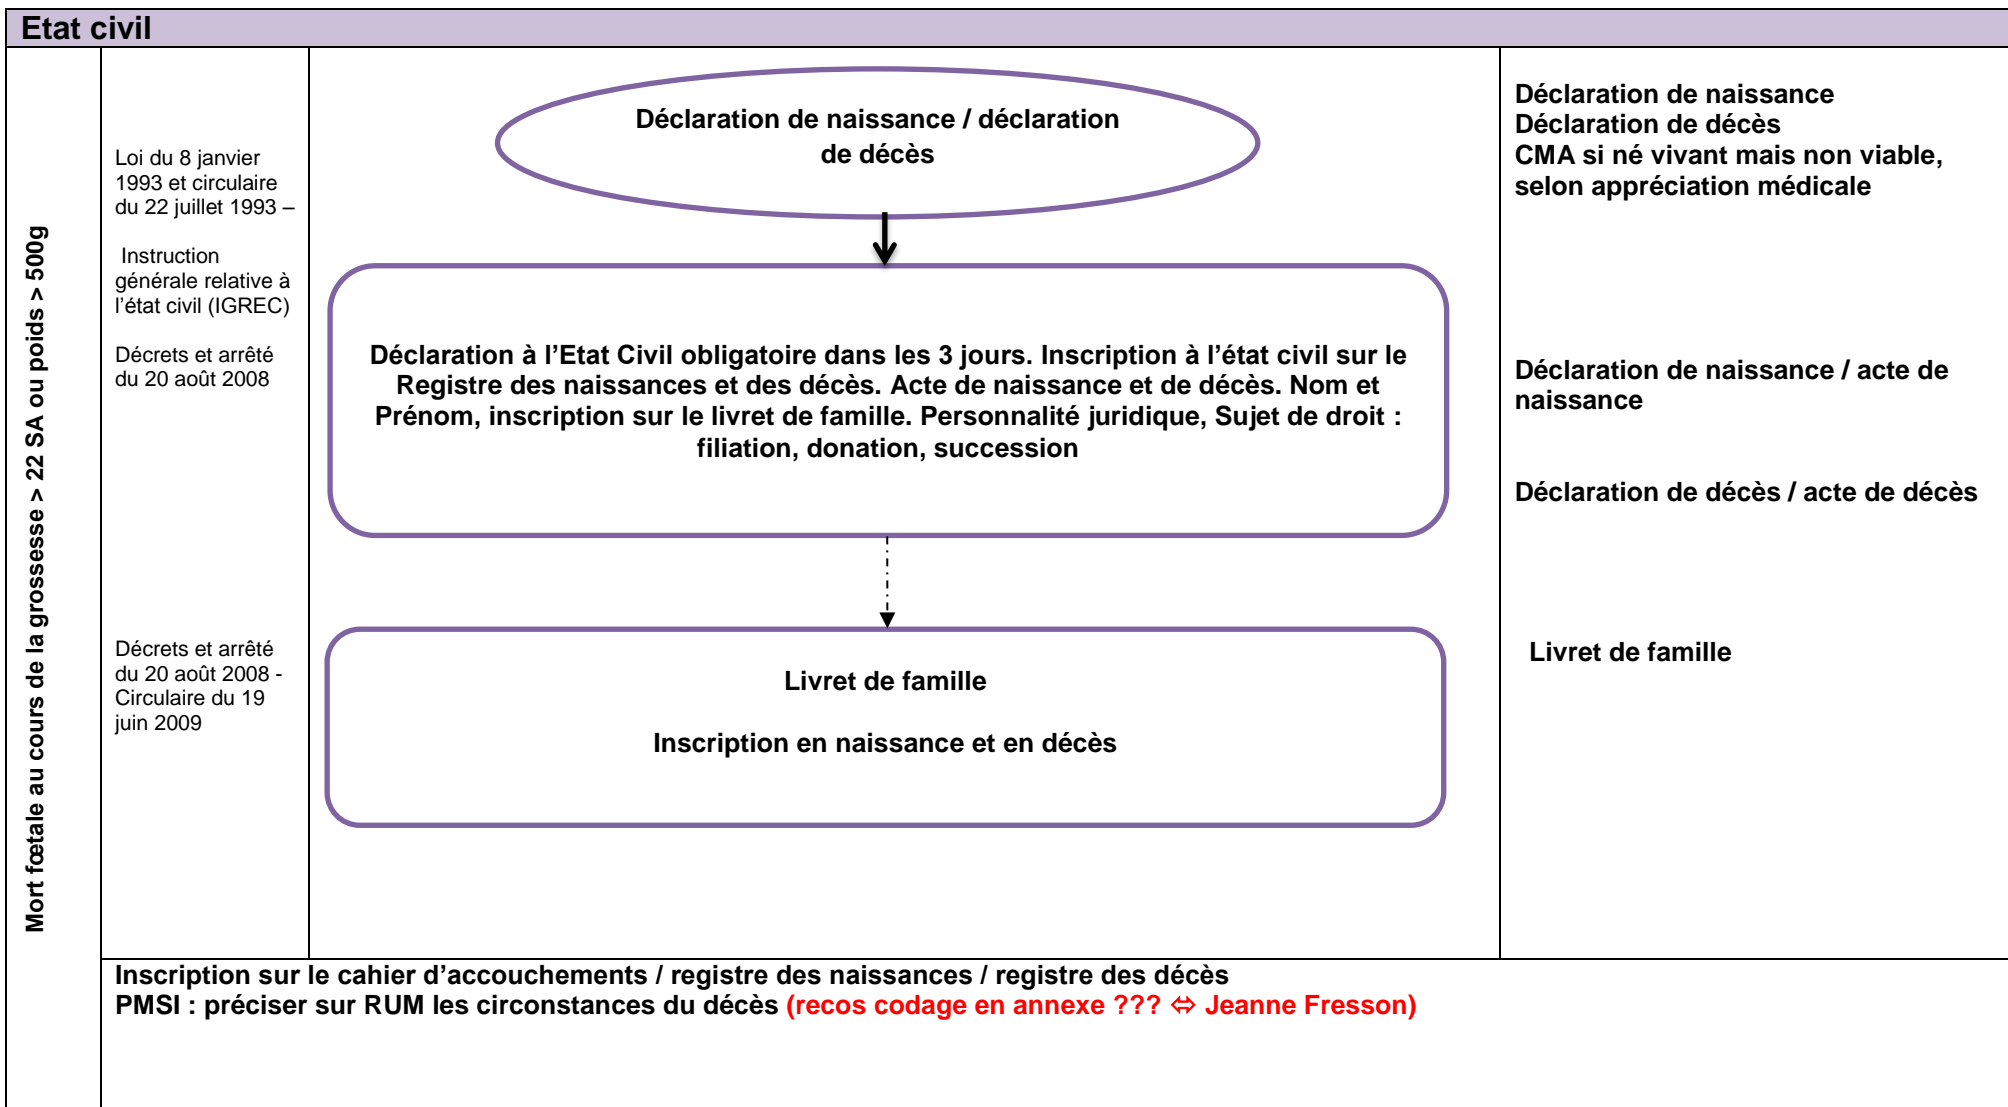 Etat civil
Mort fœtale au cours de la grossesse > 22 SA ou poids > 500g
Loi du 8 janvier
1993 et circulaire
du 22 juillet 1993 –
Instruction
générale relative à
l’état civil (IGREC)
Décrets et arrêté
du 20 août 2008
Décrets et arrêté
du 20 août 2008 -
Circulaire du 19
juin 2009
Déclaration de naissance / déclaration
de décès
Déclaration à l’Etat Civil obligatoire dans les 3 jours. Inscription à l’état civil sur le
Registre des naissances et des décès. Acte de naissance et de décès. Nom et
Prénom, inscription sur le livret de famille. Personnalité juridique, Sujet de droit :
filiation, donation, succession
Livret de famille
Inscription en naissance et en décès
Déclaration de naissance
Déclaration de décès
CMA si né vivant mais non viable,
selon appréciation médicale
Déclaration de naissance / acte de
naissance
Déclaration de décès / acte de décès
Livret de famille
Inscription sur le cahier d’accouchements / registre des naissances / registre des décès
PMSI : préciser sur RUM les circonstances du décès (recos codage en annexe ??? ⬄ Jeanne Fresson)